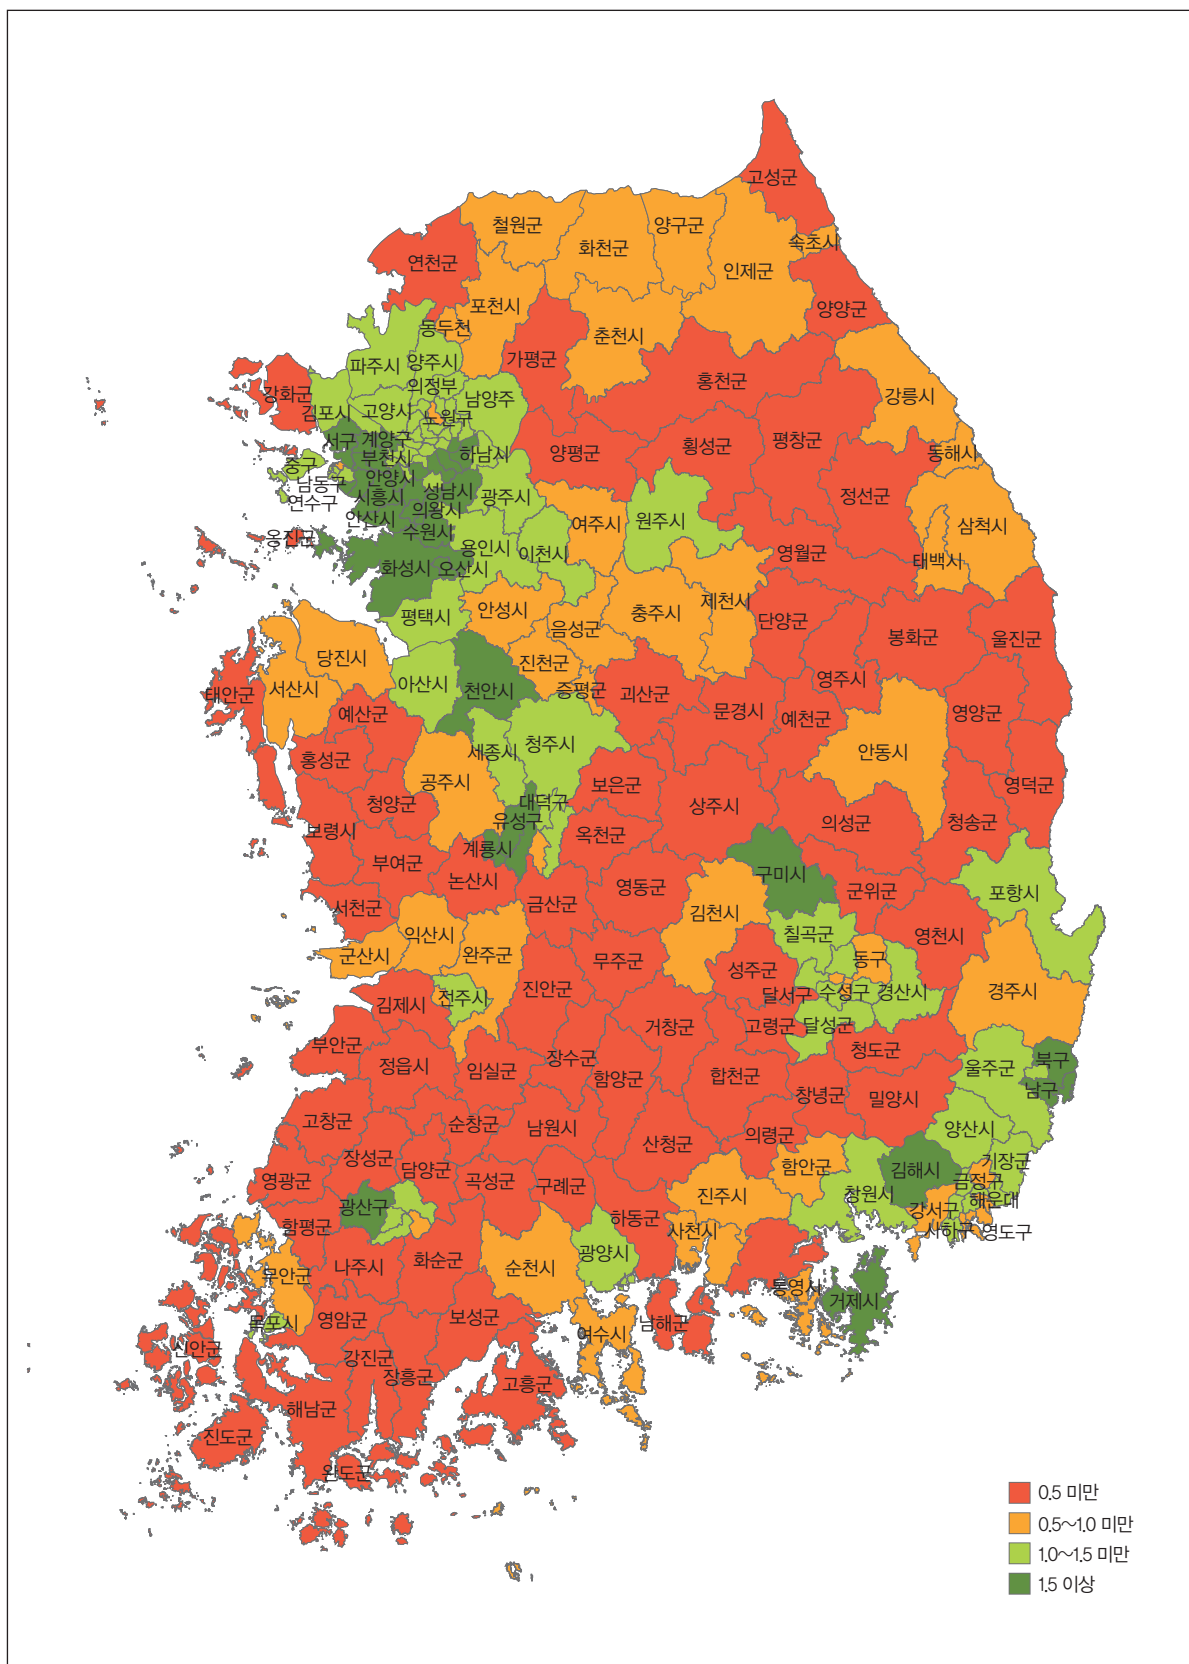 고성군
철원군
양구군
화천군
속초시
연천군
인제군
포천시
양양군
동두천
춘천시
가평군
파주시
양주시
홍천군
의정부
강화군
남양주
강릉시
김포시
고양시
노원구
서구
계양구
평창군
횡성군
양평군
하남시
동해시
부천시
중구
안양시
남동구
성남시
시흥시
광주시
정선군
연수구
의왕시
안산시
원주시
여주시
삼척시
수원시
옹진군
용인시
이천시
영월군
태백시
화성시
오산시
제천시
안성시
충주시
평택시
단양군
음성군
봉화군
울진군
당진시
진천군
영주시
아산시
천안시
서산시
증평군
태안군
괴산군
예산군
문경시
예천군
영양군
세종시
청주시
안동시
홍성군
공주시
보은군
영덕군
청양군
대덕구
상주시
유성구
의성군
청송군
보령시
옥천군
계룡시
부여군
구미시
논산시
영동군
군위군
포항시
금산군
서천군
김천시
익산시
칠곡군
영천시
군산시
완주군
동구
무주군
성주군
진안군
달서구
수성구
경산시
경주시
전주시
김제시
거창군
고령군
달성군
부안군
청도군
장수군
북구
정읍시
임실군
울주군
함양군
합천군
남구
창녕군
밀양시
고창군
순창군
남원시
양산시
의령군
산청군
장성군
기장군
함안군
김해시
담양군
영광군
곡성군
구례군
금정구
진주시
창원시
해운대
광산구
강서구
하동군
함평군
사천시
사하구
영도구
광양시
화순군
나주시
순천시
무안군
통영시
거제시
보성군
영암군
목포시
남해군
여수시
신안군
강진군
장흥군
고흥군
해남군
진도군
완도군
0.5 미만
0.5~1.0 미만
1.0~1.5 미만
1.5 이상